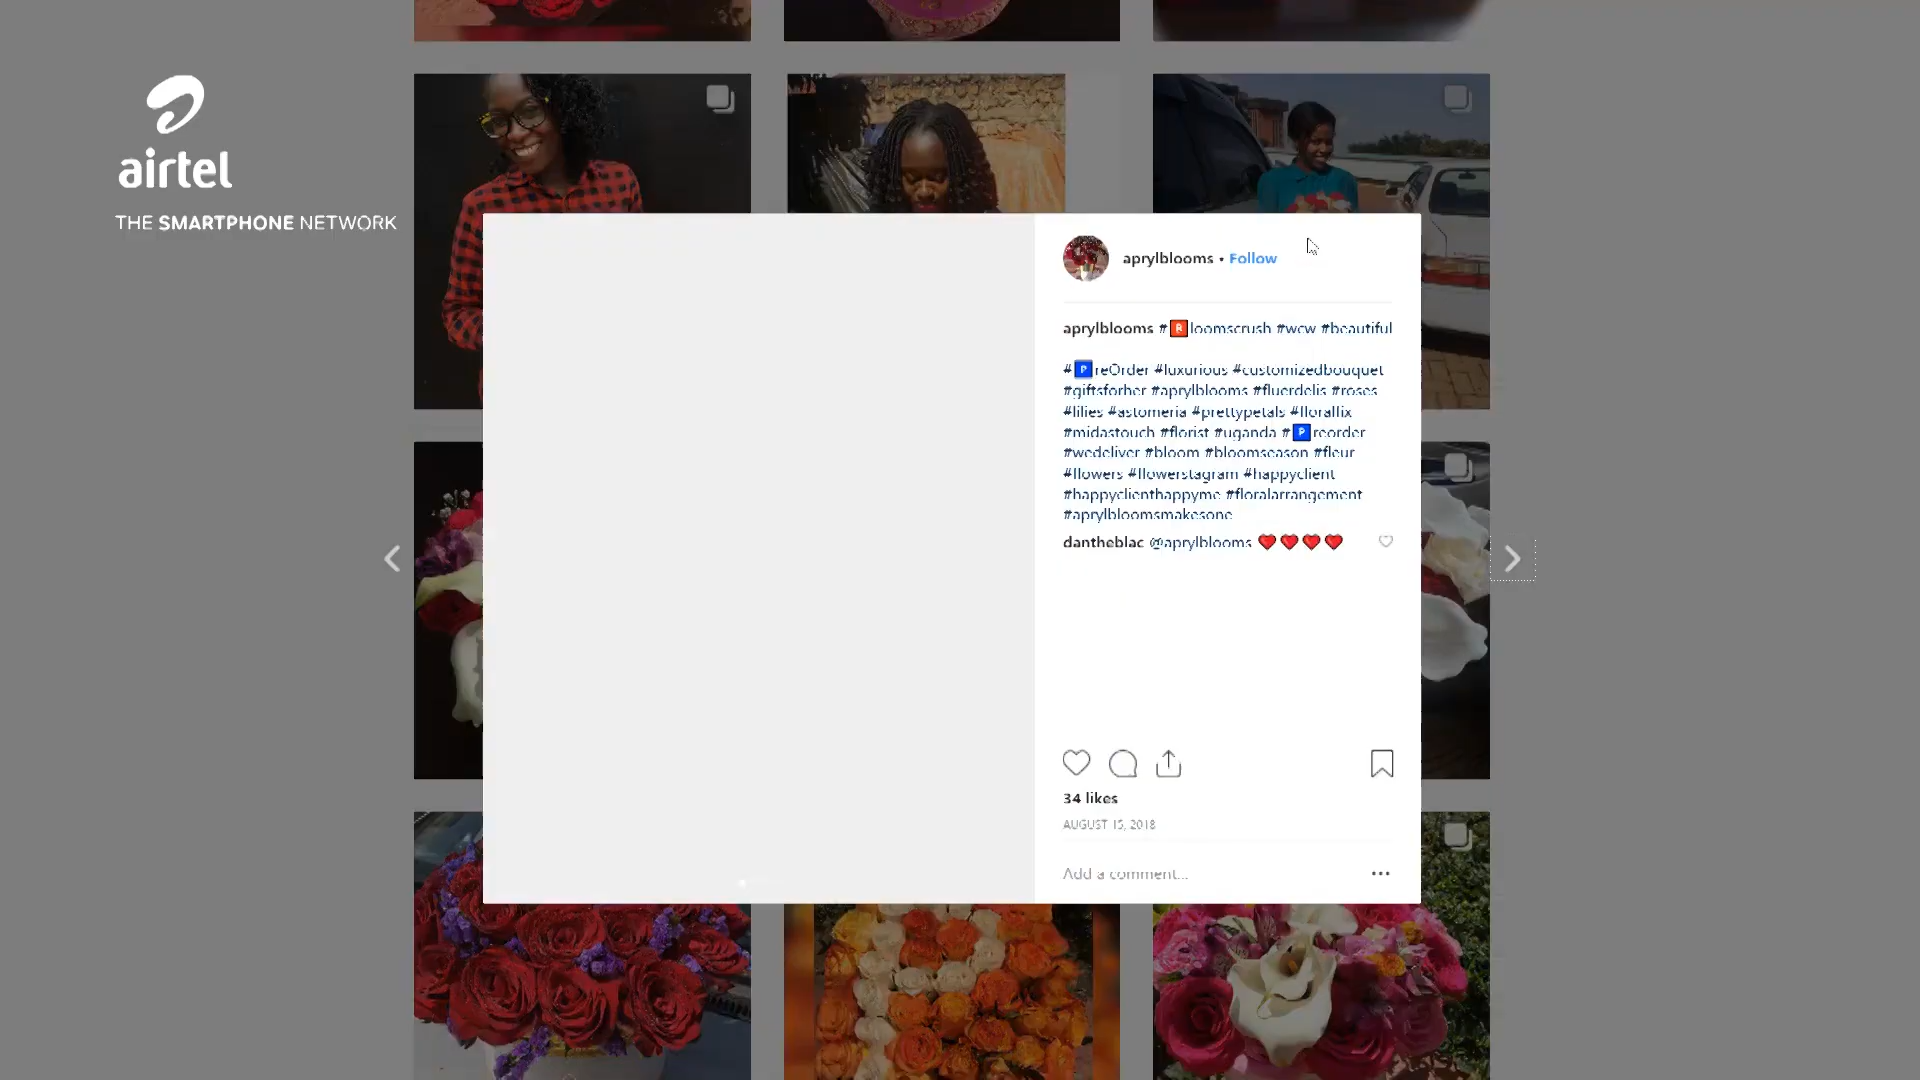 airtel
THE SMARTPHONE NETWORK
aprylblooms • Follow
aprylblooms #🅱loomscrush #wcw #beautiful
#🅿reOrder #luxurious #customizedbouquet
#giftsforher #aprylblooms #fluerdelis #roses
#lilies #astomeria #prettypetals #floralfix
#midastouch #florist #uganda #🅿reorder
#wedeliver #bloom #bloomseason #fleur
#flowers #flowerstagram #happyclient
#happyclienthappyme #floralarrangement
#aprylbloomsmakesone
dantheblac @aprylblooms ❤❤❤❤
34 likes
AUGUST 15, 2018
Add a comment...